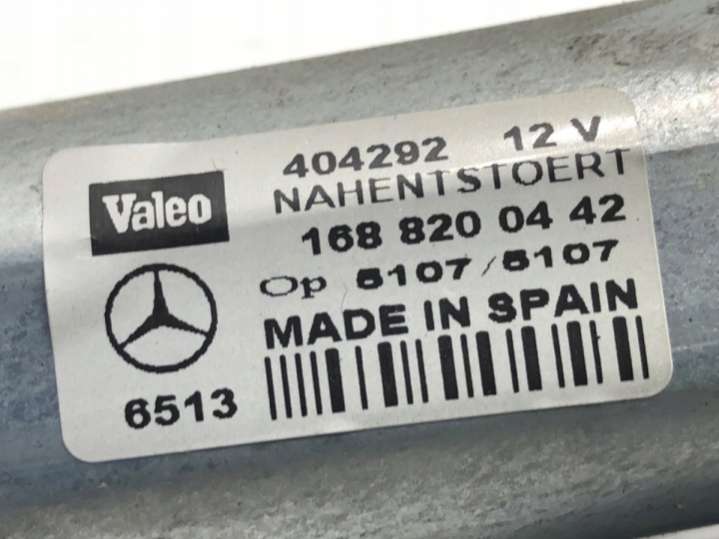 Valeo
404292 12 V
NAHENTSTOERT
168 820 04 42
Op 5107/5107
MADE IN SPAIN
6513